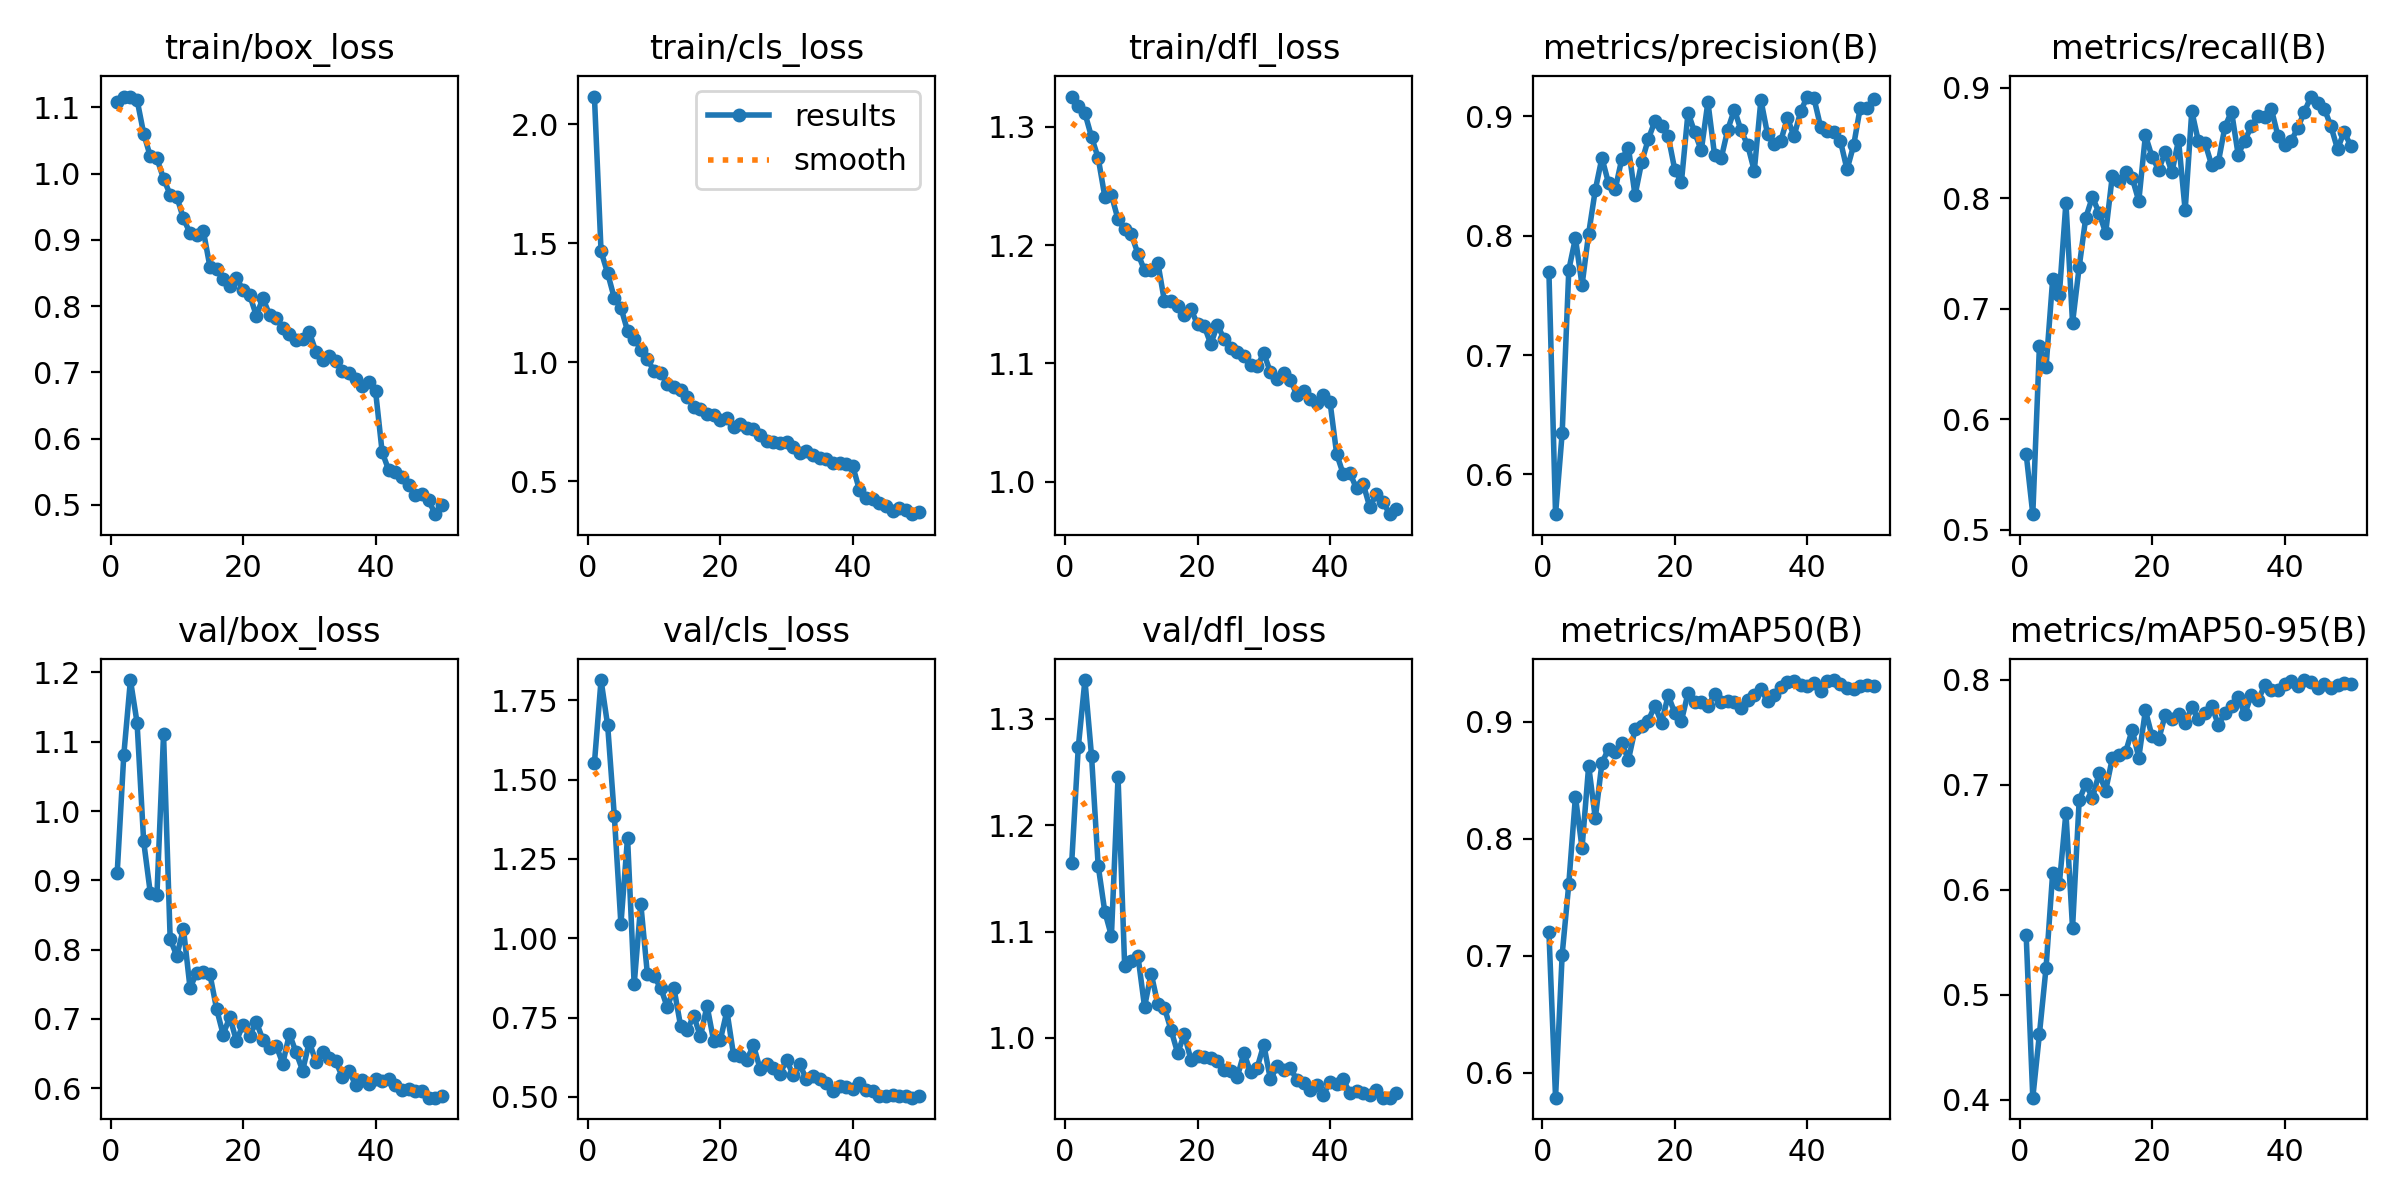 train/box_loss
train/cls_loss
train/dfl_loss
metrics/precision(B)
metrics/recall(B)
results
smooth
1.1
1.0
0.9
0.8
0.7
0.6
0.5
0 20 40
2.0
1.5
1.0
0.5
0 20 40
1.3
1.2
1.1
1.0
0 20 40
0.9
0.8
0.7
0.6
0 20 40
0.9
0.8
0.7
0.6
0.5
0 20 40
val/box_loss
val/cls_loss
val/dfl_loss
metrics/mAP50(B)
metrics/mAP50-95(B)
1.2
1.1
1.0
0.9
0.8
0.7
0.6
0 20 40
1.75
1.50
1.25
1.00
0.75
0.50
0 20 40
1.3
1.2
1.1
1.0
0 20 40
0.9
0.8
0.7
0.6
0 20 40
0.8
0.7
0.6
0.5
0.4
0 20 40